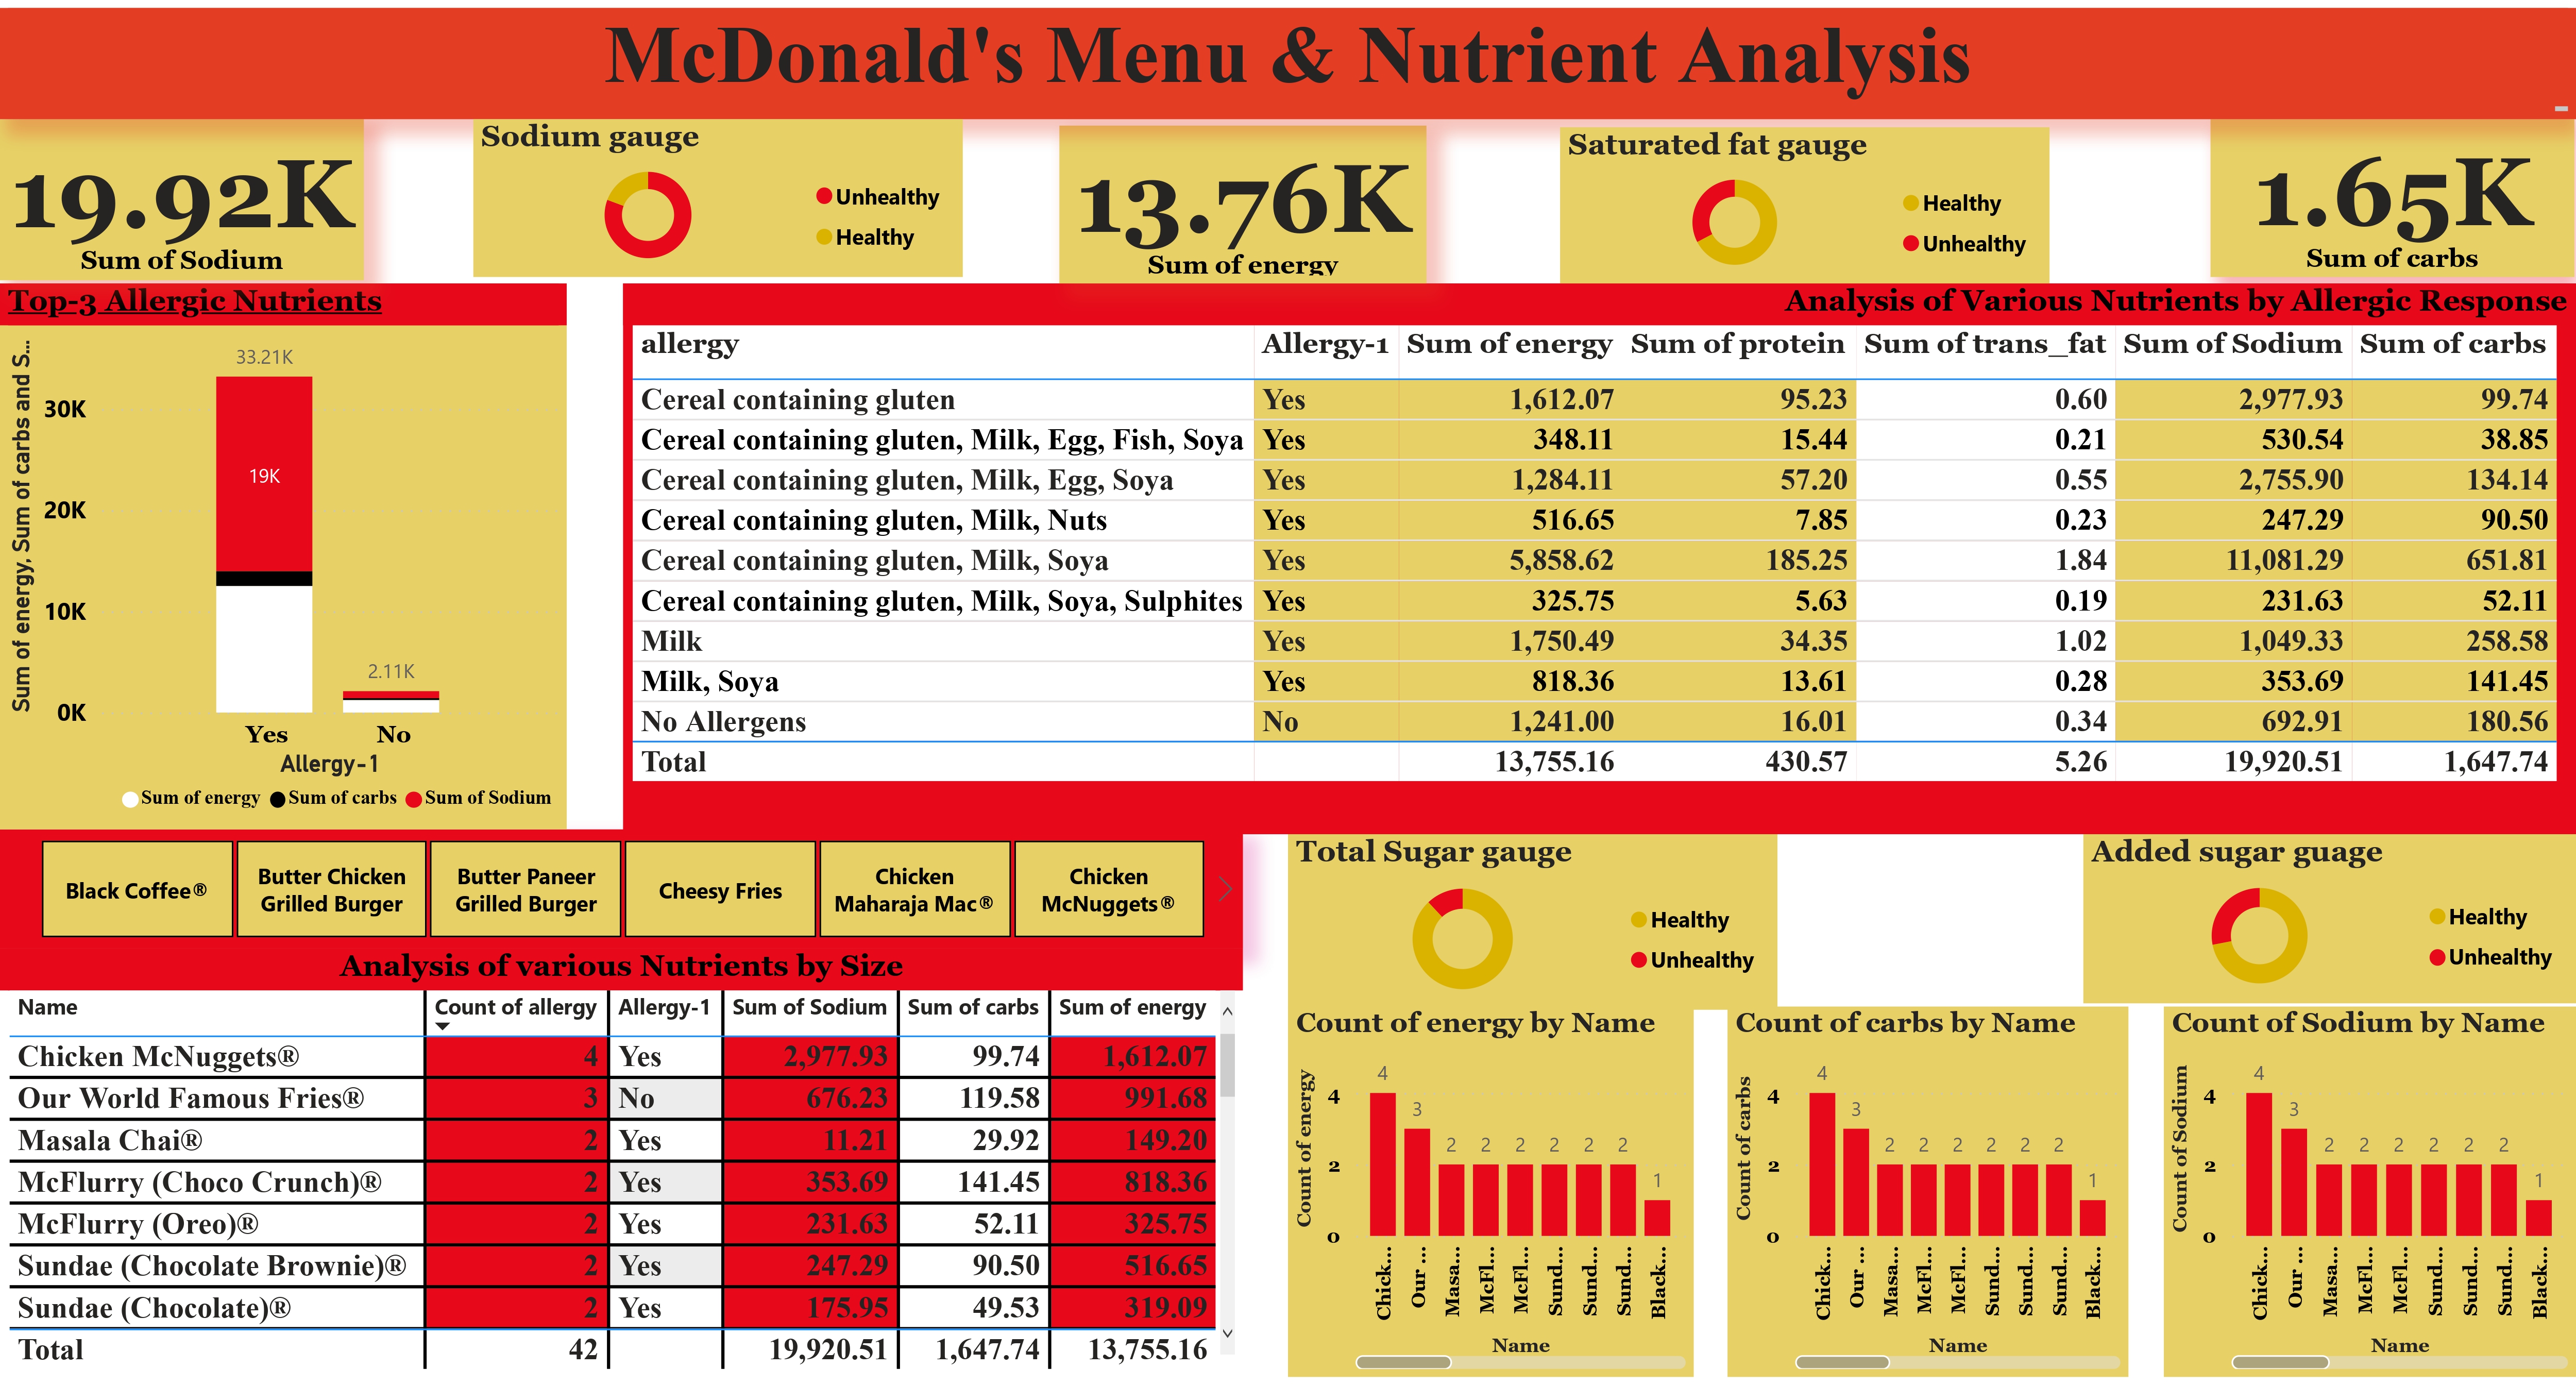 McDonald's Menu & Nutrient Analysis
19.92K
Sum of Sodium
Sodium gauge
Unhealthy
Healthy
13.76K
Sum of energy
Saturated fat gauge
Healthy
Unhealthy
1.65K
Sum of carbs
Top-3 Allergic Nutrients
Sum of energy, Sum of carbs and S...
33.21K
30K
19K
20K
10K
2.11K
0K
Yes No
Allergy-1
Sum of energy Sum of carbs Sum of Sodium
Analysis of Various Nutrients by Allergic Response
allergy Allergy-1 Sum of energy Sum of protein Sum of trans_fat Sum of Sodium Sum of carbs
Cereal containing gluten Yes 1,612.07 95.23 0.60 2,977.93 99.74
Cereal containing gluten, Milk, Egg, Fish, Soya Yes 348.11 15.44 0.21 530.54 38.85
Cereal containing gluten, Milk, Egg, Soya Yes 1,284.11 57.20 0.55 2,755.90 134.14
Cereal containing gluten, Milk, Nuts Yes 516.65 7.85 0.23 247.29 90.50
Cereal containing gluten, Milk, Soya Yes 5,858.62 185.25 1.84 11,081.29 651.81
Cereal containing gluten, Milk, Soya, Sulphites Yes 325.75 5.63 0.19 231.63 52.11
Milk Yes 1,750.49 34.35 1.02 1,049.33 258.58
Milk, Soya Yes 818.36 13.61 0.28 353.69 141.45
No Allergens No 1,241.00 16.01 0.34 692.91 180.56
Total 13,755.16 430.57 5.26 19,920.51 1,647.74
Black Coffee®
Butter Chicken
Grilled Burger
Butter Paneer
Grilled Burger
Cheesy Fries
Chicken
Maharaja Mac®
Chicken
McNuggets®
Analysis of various Nutrients by Size
Name Count of allergy Allergy-1 Sum of Sodium Sum of carbs Sum of energy
Chicken McNuggets® 4 Yes 2,977.93 99.74 1,612.07
Our World Famous Fries® 3 No 676.23 119.58 991.68
Masala Chai® 2 Yes 11.21 29.92 149.20
McFlurry (Choco Crunch)® 2 Yes 353.69 141.45 818.36
McFlurry (Oreo)® 2 Yes 231.63 52.11 325.75
Sundae (Chocolate Brownie)® 2 Yes 247.29 90.50 516.65
Sundae (Chocolate)® 2 Yes 175.95 49.53 319.09
Total 42 19,920.51 1,647.74 13,755.16
Total Sugar gauge
Healthy
Unhealthy
Added sugar guage
Healthy
Unhealthy
Count of energy by Name
Count of energy
4 2 0
4 3 2 2 2 2 2 2 1
Chick... Our ... Masa... McFl... McFl... Sund... Sund... Sund... Black...
Name
Count of carbs by Name
Count of carbs
4 2 0
4 3 2 2 2 2 2 2 1
Chick... Our ... Masa... McFl... McFl... Sund... Sund... Sund... Black...
Name
Count of Sodium by Name
Count of Sodium
4 2 0
4 3 2 2 2 2 2 2 1
Chick... Our ... Masa... McFl... McFl... Sund... Sund... Sund... Black...
Name